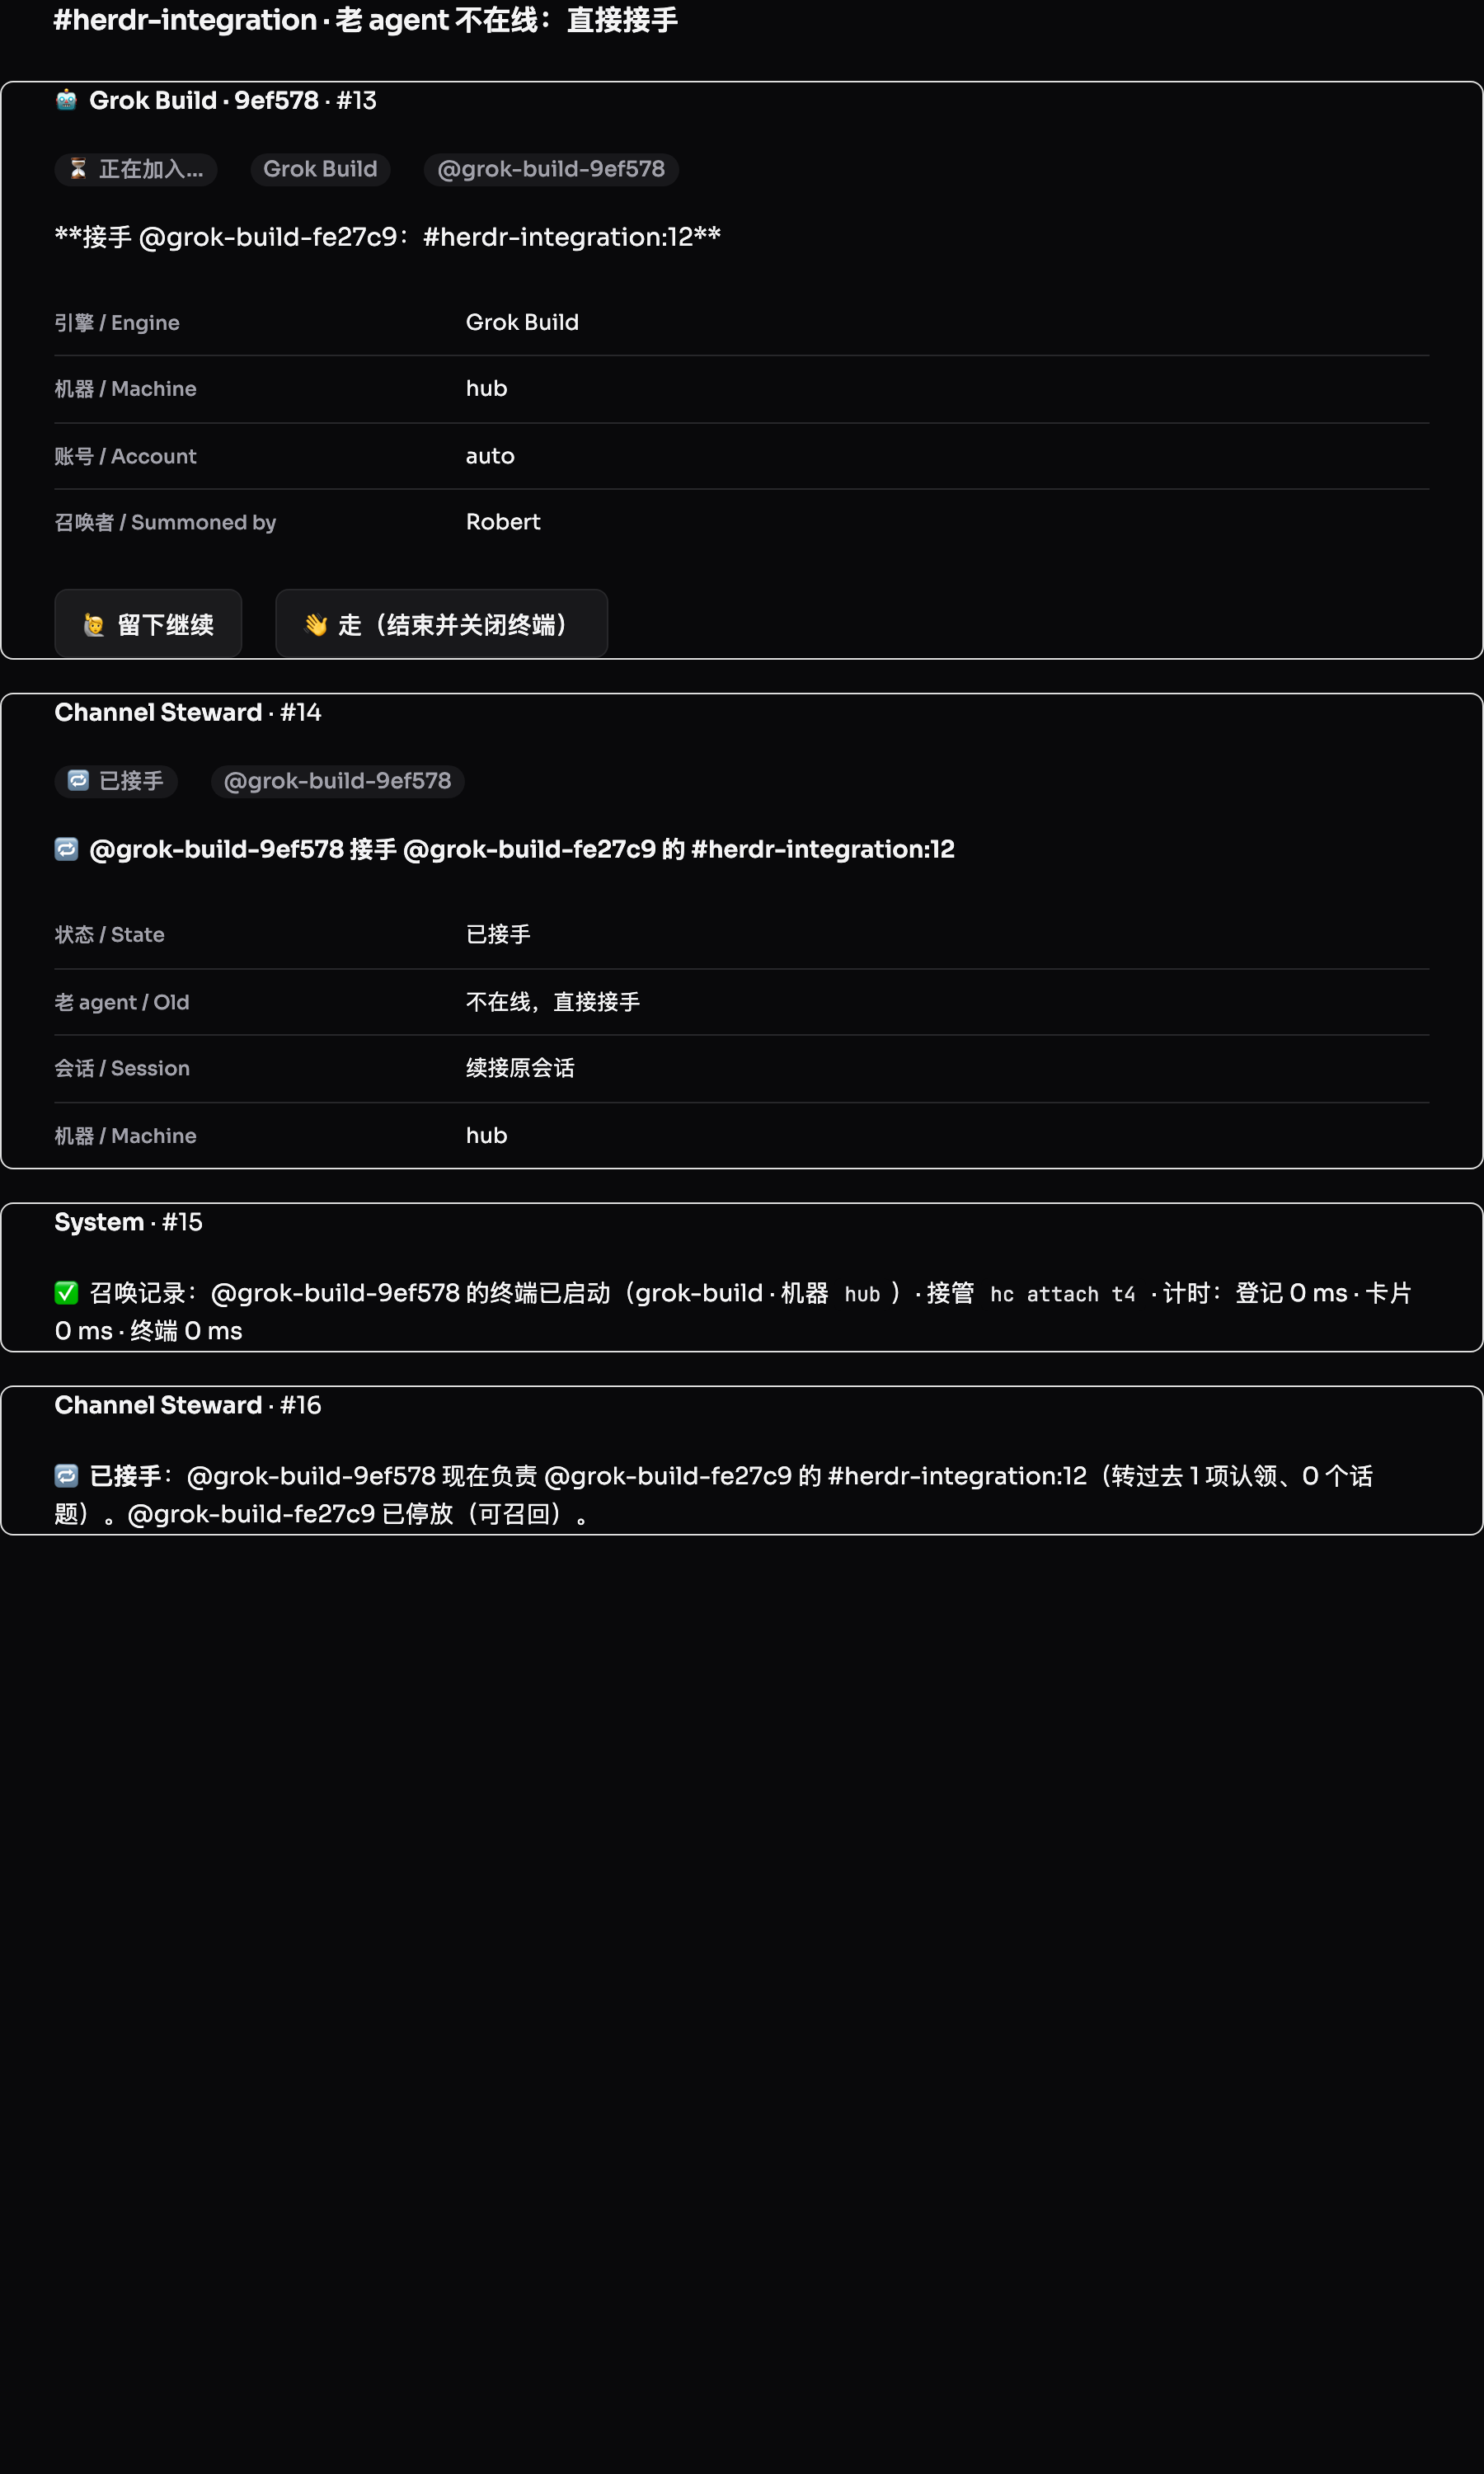 #herdr-integration · 老 agent 不在线：直接接手
🤖 Grok Build · 9ef578 · #13
⏳ 正在加入… Grok Build @grok-build-9ef578
**接手 @grok-build-fe27c9：#herdr-integration:12**
引擎 / Engine Grok Build
机器 / Machine hub
账号 / Account auto
召唤者 / Summoned by Robert
🙋 留下继续 👋 走（结束并关闭终端）
Channel Steward · #14
🔁 已接手 @grok-build-9ef578
🔁 @grok-build-9ef578 接手 @grok-build-fe27c9 的 #herdr-integration:12
状态 / State 已接手
老 agent / Old 不在线，直接接手
会话 / Session 续接原会话
机器 / Machine hub
System · #15
✅ 召唤记录：@grok-build-9ef578 的终端已启动（grok-build · 机器 hub ）· 接管 hc attach t4 · 计时：登记 0 ms · 卡片
0 ms · 终端 0 ms
Channel Steward · #16
🔁 已接手：@grok-build-9ef578 现在负责 @grok-build-fe27c9 的 #herdr-integration:12（转过去 1 项认领、0 个话
题）。@grok-build-fe27c9 已停放（可召回）。